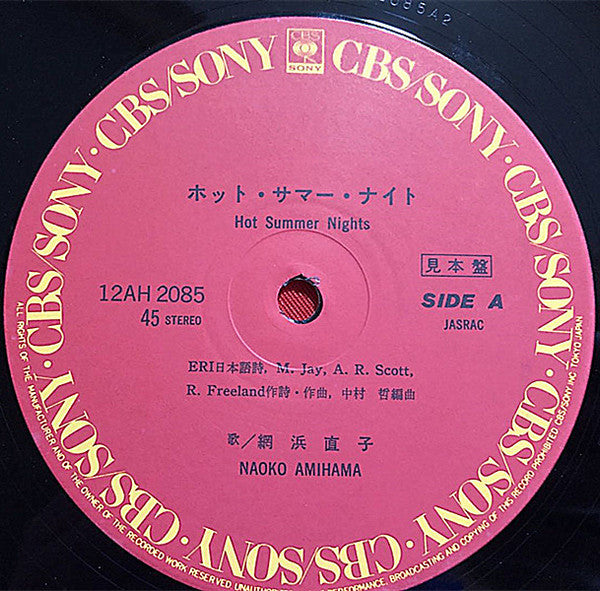 CBS
SONY
CBS/SONY · CBS/SONY · CBS/SONY · CBS/SONY · CBS/SONY · CBS/SONY · CBS/SONY · CBS/SONY
ホット・サマー・ナイト
Hot Summer Nights
12AH 2085
45 STEREO
見本盤
SIDE A
JASRAC
ERI日本語詩, M. Jay, A. R. Scott,
R. Freeland作詩・作曲, 中村 哲編曲
歌/網浜直子
NAOKO AMIHAMA
ALL RIGHTS OF THE MANUFACTURER AND OF THE OWNER OF THE RECORDED WORK RESERVED. PERFORMANCE, BROADCASTING AND COPYING OF THIS RECORD PROHIBITED CBS/SONY INC. TOKYO JAPAN